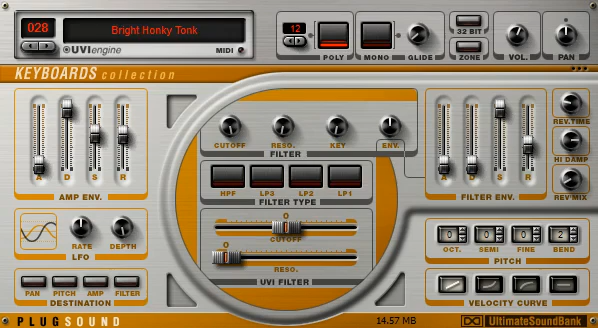 028
Bright Honky Tonk
UVIengine
MIDI
12
POLY
MONO
GLIDE
32 BIT
ZONE
VOL.
PAN
KEYBOARDS collection
A D S R
AMP ENV.
CUTOFF RESO. KEY ENV.
FILTER
HPF LP3 LP2 LP1
FILTER TYPE
0
CUTOFF
0
RESO.
UVI FILTER
A D S R
FILTER ENV.
REV.TIME
HI DAMP
REV'MIX
RATE DEPTH
LFO
PAN PITCH AMP FILTER
DESTINATION
0 0 0 2
OCT. SEMI FINE BEND
PITCH
VELOCITY CURVE
PLUGSOUND
14.57 MB
UltimateSoundBank